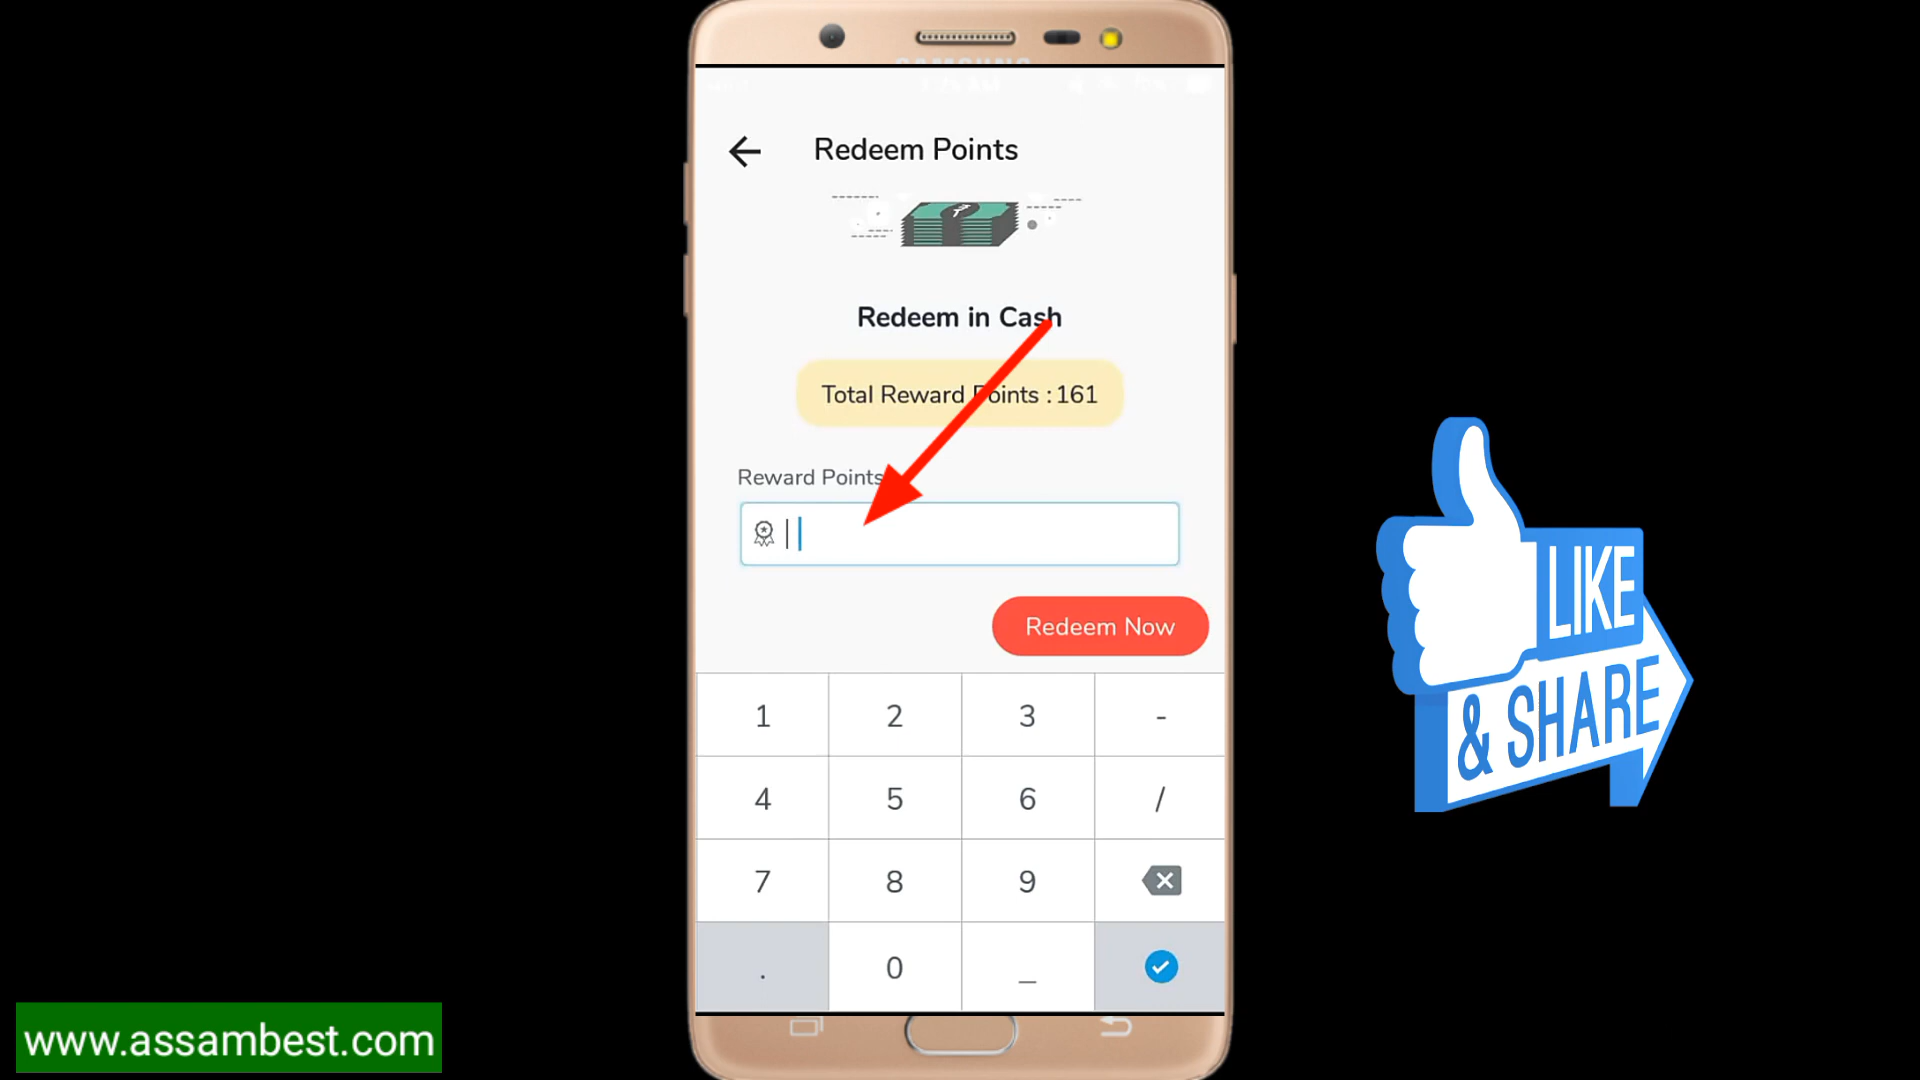 Redeem Points
Redeem in Cash
Total Reward Points : 161
Reward Points
Redeem Now
1 2 3 -
4 5 6 /
7 8 9
. 0 _
LIKE
& SHARE
www.assambest.com